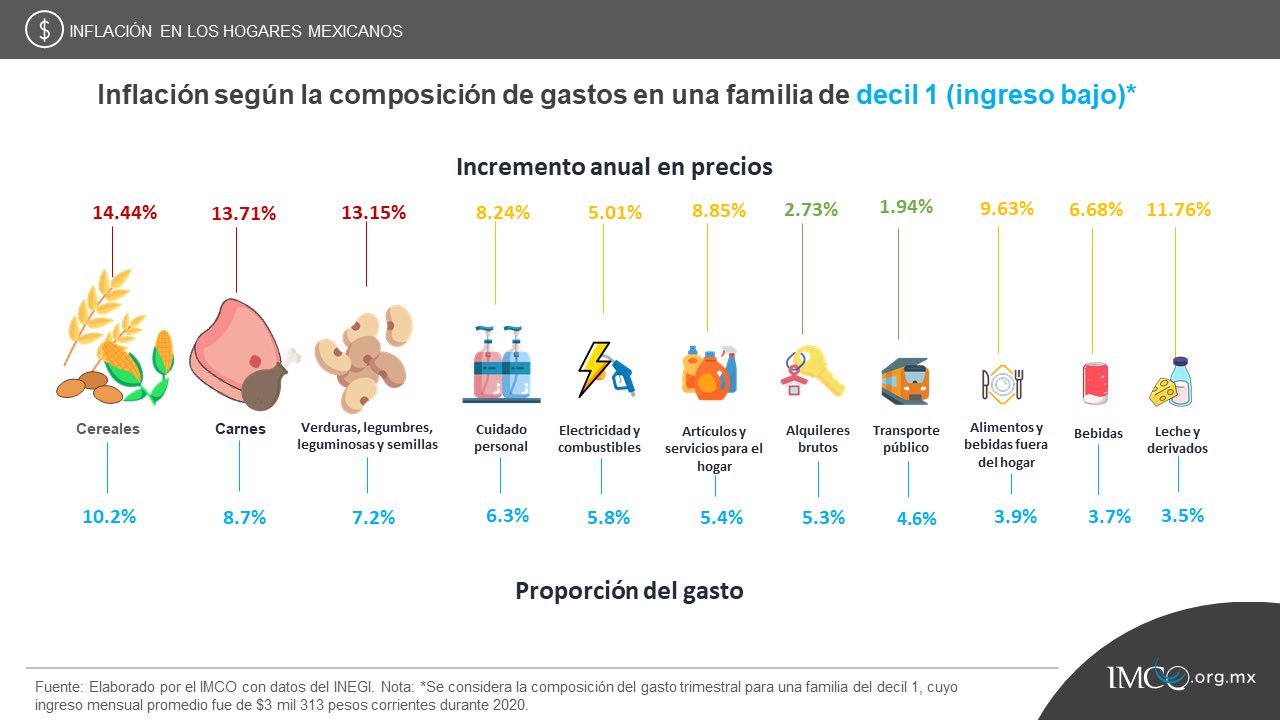 $ INFLACIÓN EN LOS HOGARES MEXICANOS
Inflación según la composición de gastos en una familia de decil 1 (ingreso bajo)*
Incremento anual en precios
14.44% 13.71% 13.15% 8.24% 5.01% 8.85% 2.73% 1.94% 9.63% 6.68% 11.76%
Cereales
Carnes
Verduras, legumbres,
leguminosas y semillas
Cuidado
personal
Electricidad y
combustibles
Artículos y
servicios para el
hogar
Alquileres
brutos
Transporte
público
Alimentos y
bebidas fuera
del hogar
Bebidas
Leche y
derivados
10.2% 8.7% 7.2% 6.3% 5.8% 5.4% 5.3% 4.6% 3.9% 3.7% 3.5%
Proporción del gasto
Fuente: Elaborado por el IMCO con datos del INEGI. Nota: *Se considera la composición del gasto trimestral para una familia del decil 1, cuyo
ingreso mensual promedio fue de $3 mil 313 pesos corrientes durante 2020.
IMCO.org.mx